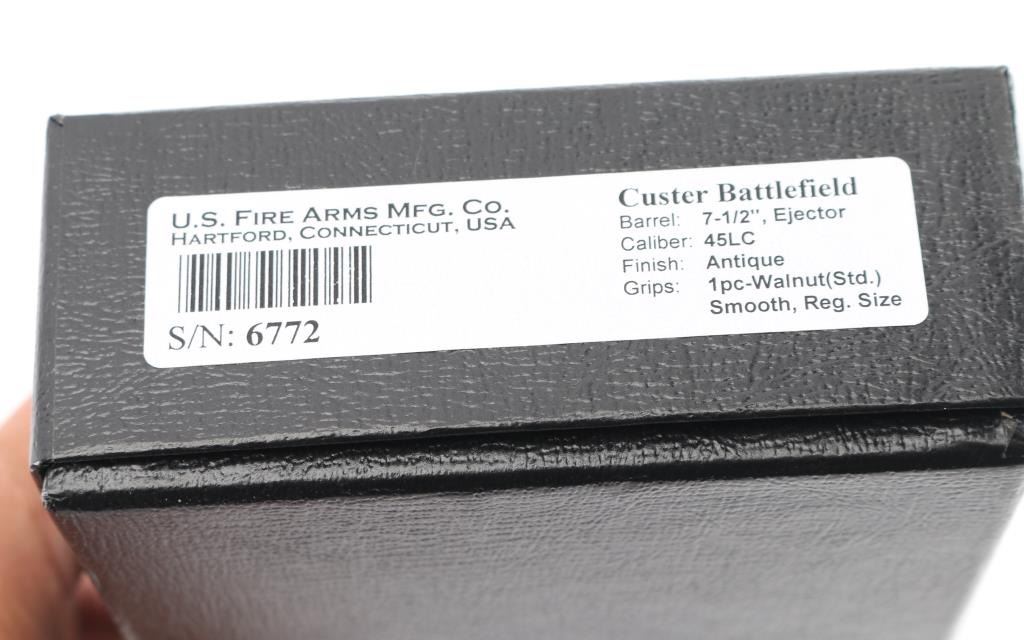 U.S. FIRE ARMS MFG. CO.
HARTFORD, CONNECTICUT, USA
S/N: 6772
Custer Battlefield
Barrel: 7-1/2", Ejector
Caliber: 45LC
Finish: Antique
Grips: 1pc-Walnut(Std.)
Smooth, Reg. Size